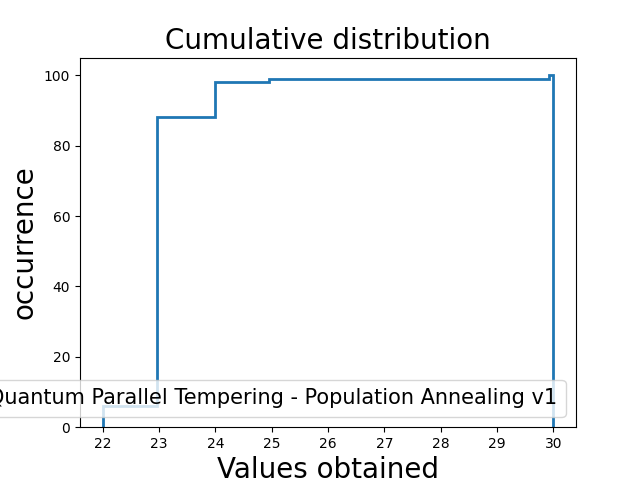 Cumulative distribution
occurrence
100
80
60
40
20
0
Parallel Tempering - Population Annealing v1
22 23 24 25 26 27 28 29 30
Values obtained